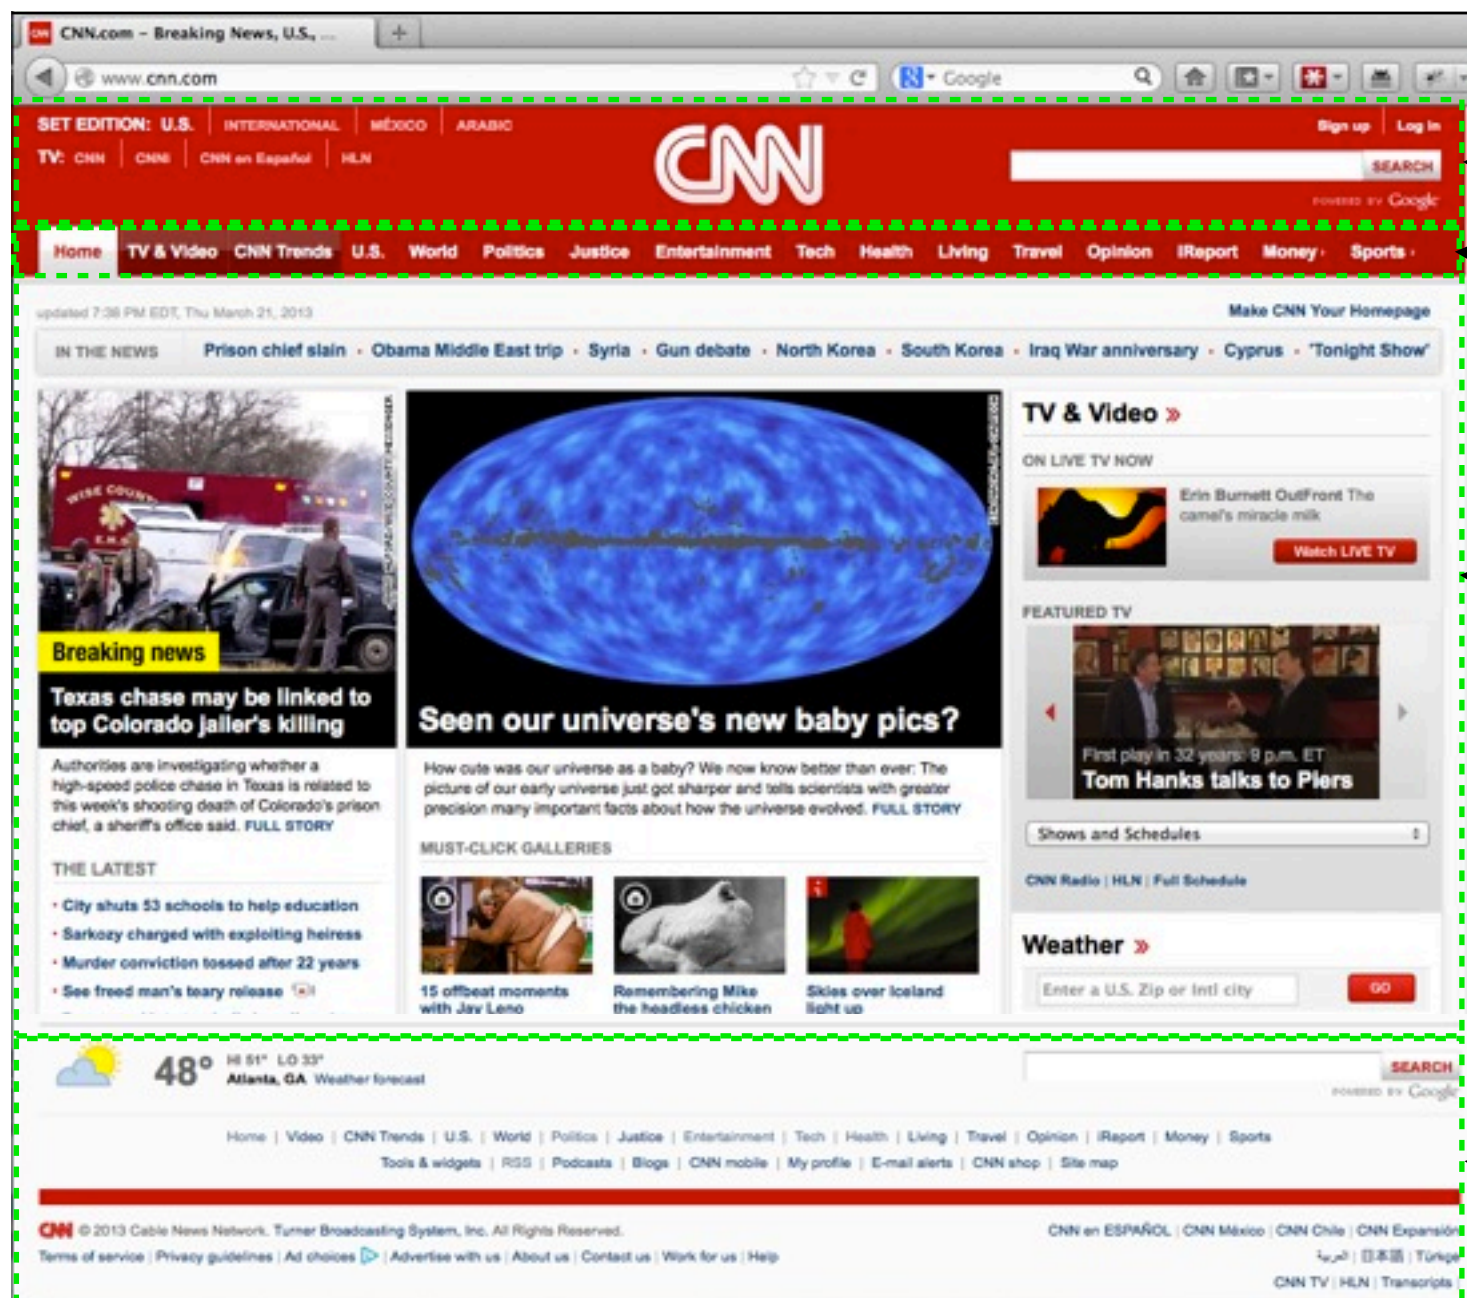 CNN.com – Breaking News, U.S., ...
www.cnn.com
Google
SET EDITION: U.S. INTERNATIONAL MÉXICO ARABIC
TV: CNN CNNi CNN en Español HLN
CNN
Sign up Log in
SEARCH
POWERED BY Google
Home TV & Video CNN Trends U.S. World Politics Justice Entertainment Tech Health Living Travel Opinion iReport Money Sports
updated 7:36 PM EDT, Thu March 21, 2013
Make CNN Your Homepage
IN THE NEWS Prison chief slain • Obama Middle East trip • Syria • Gun debate • North Korea • South Korea • Iraq War anniversary • Cyprus • 'Tonight Show'
WISE COUNTY
E.M.S.
Breaking news
Texas chase may be linked to
top Colorado jailer's killing
Authorities are investigating whether a
high-speed police chase in Texas is related to
this week's shooting death of Colorado's prison
chief, a sheriff's office said. FULL STORY
THE LATEST
• City shuts 53 schools to help education
• Sarkozy charged with exploiting heiress
• Murder conviction tossed after 22 years
• See freed man's teary release
Seen our universe's new baby pics?
How cute was our universe as a baby? We now know better than ever: The
picture of our early universe just got sharper and tells scientists with greater
precision many important facts about how the universe evolved. FULL STORY
MUST-CLICK GALLERIES
15 offbeat moments
with Jay Leno
Remembering Mike
the headless chicken
Skies over Iceland
light up
TV & Video »
ON LIVE TV NOW
Erin Burnett OutFront The
camel's miracle milk
Watch LIVE TV
FEATURED TV
First play in 32 years: 9 p.m. ET
Tom Hanks talks to Piers
Shows and Schedules
CNN Radio | HLN | Full Schedule
Weather »
Enter a U.S. Zip or Intl city
GO
48° HI 51° LO 33°
Atlanta, GA Weather forecast
SEARCH
POWERED BY Google
Home | Video | CNN Trends | U.S. | World | Politics | Justice | Entertainment | Tech | Health | Living | Travel | Opinion | iReport | Money | Sports
Tools & widgets | RSS | Podcasts | Blogs | CNN mobile | My profile | E-mail alerts | CNN shop | Site map
CNN © 2013 Cable News Network. Turner Broadcasting System, Inc. All Rights Reserved.
Terms of service | Privacy guidelines | Ad choices | Advertise with us | About us | Contact us | Work for us | Help
CNN en ESPAÑOL | CNN México | CNN Chile | CNN Expansión
العربية | 日本語 | Türkçe
CNN TV | HLN | Transcripts